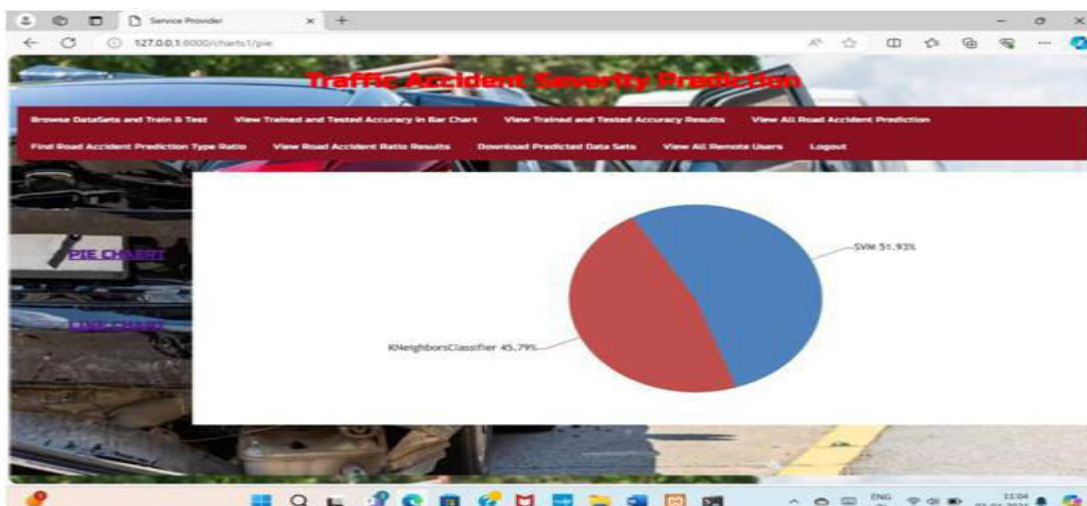 Service Provider
127.0.0.1:8000/charts1/pie
Traffic Accident Severity Prediction
Browse DataSets and Train & Test View Trained and Tested Accuracy in Bar Chart View Trained and Tested Accuracy Results View All Road Accident Prediction
Find Road Accident Prediction Type Ratio View Road Accident Ratio Results Download Predicted Data Sets View All Remote Users Logout
SVM 51.93%
PIE CHAERT
LINE CHART
KNeighborsClassifier 45.79%
ENG
11:04